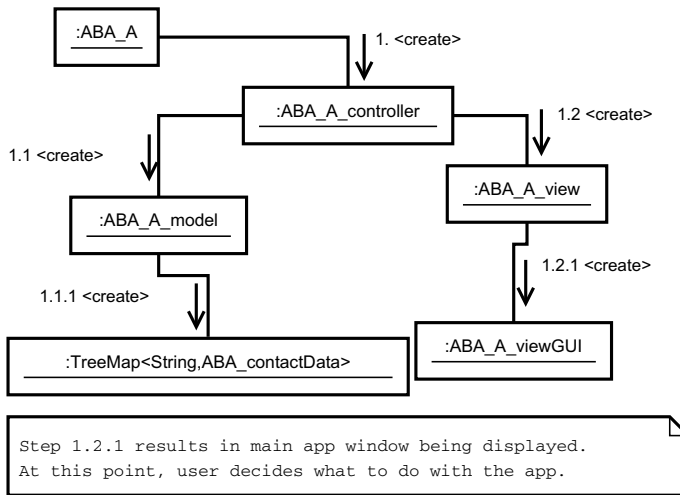 :ABA_A
1. <create>
:ABA_A_controller
1.2 <create>
1.1 <create>
:ABA_A_view
:ABA_A_model
1.2.1 <create>
1.1.1 <create>
:TreeMap<String,ABA_contactData>
:ABA_A_viewGUI
Step 1.2.1 results in main app window being displayed.
At this point, user decides what to do with the app.